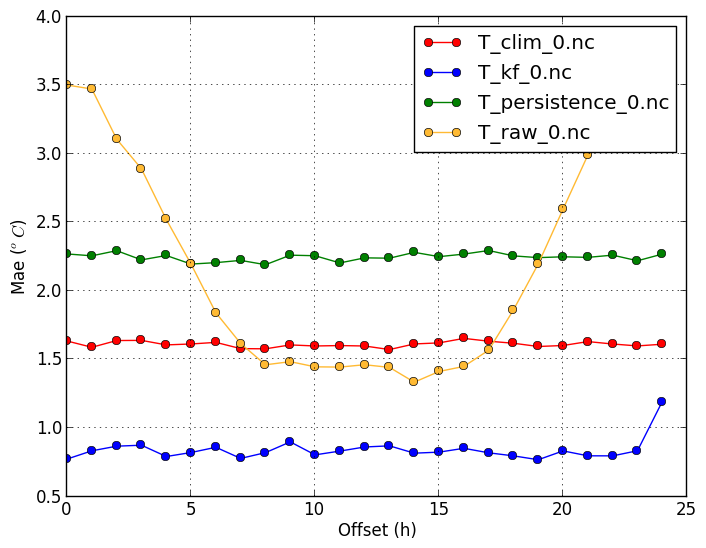 4.0
3.5
3.0
2.5
2.0
1.5
1.0
0.5
Mae (° C)
T_clim_0.nc
T_kf_0.nc
T_persistence_0.nc
T_raw_0.nc
0 5 10 15 20 25
Offset (h)